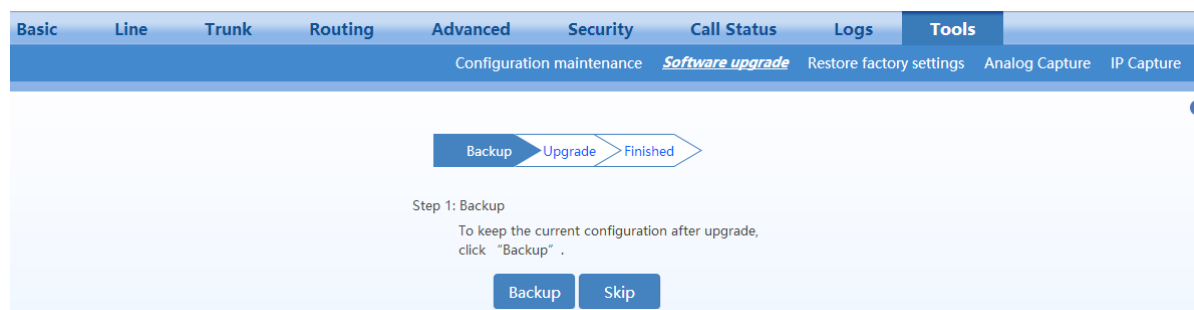 Basic Line Trunk Routing Advanced Security Call Status Logs Tools
Configuration maintenance Software upgrade Restore factory settings Analog Capture IP Capture
Backup Upgrade Finished
Step 1: Backup
To keep the current configuration after upgrade,
click “Backup” .
Backup Skip